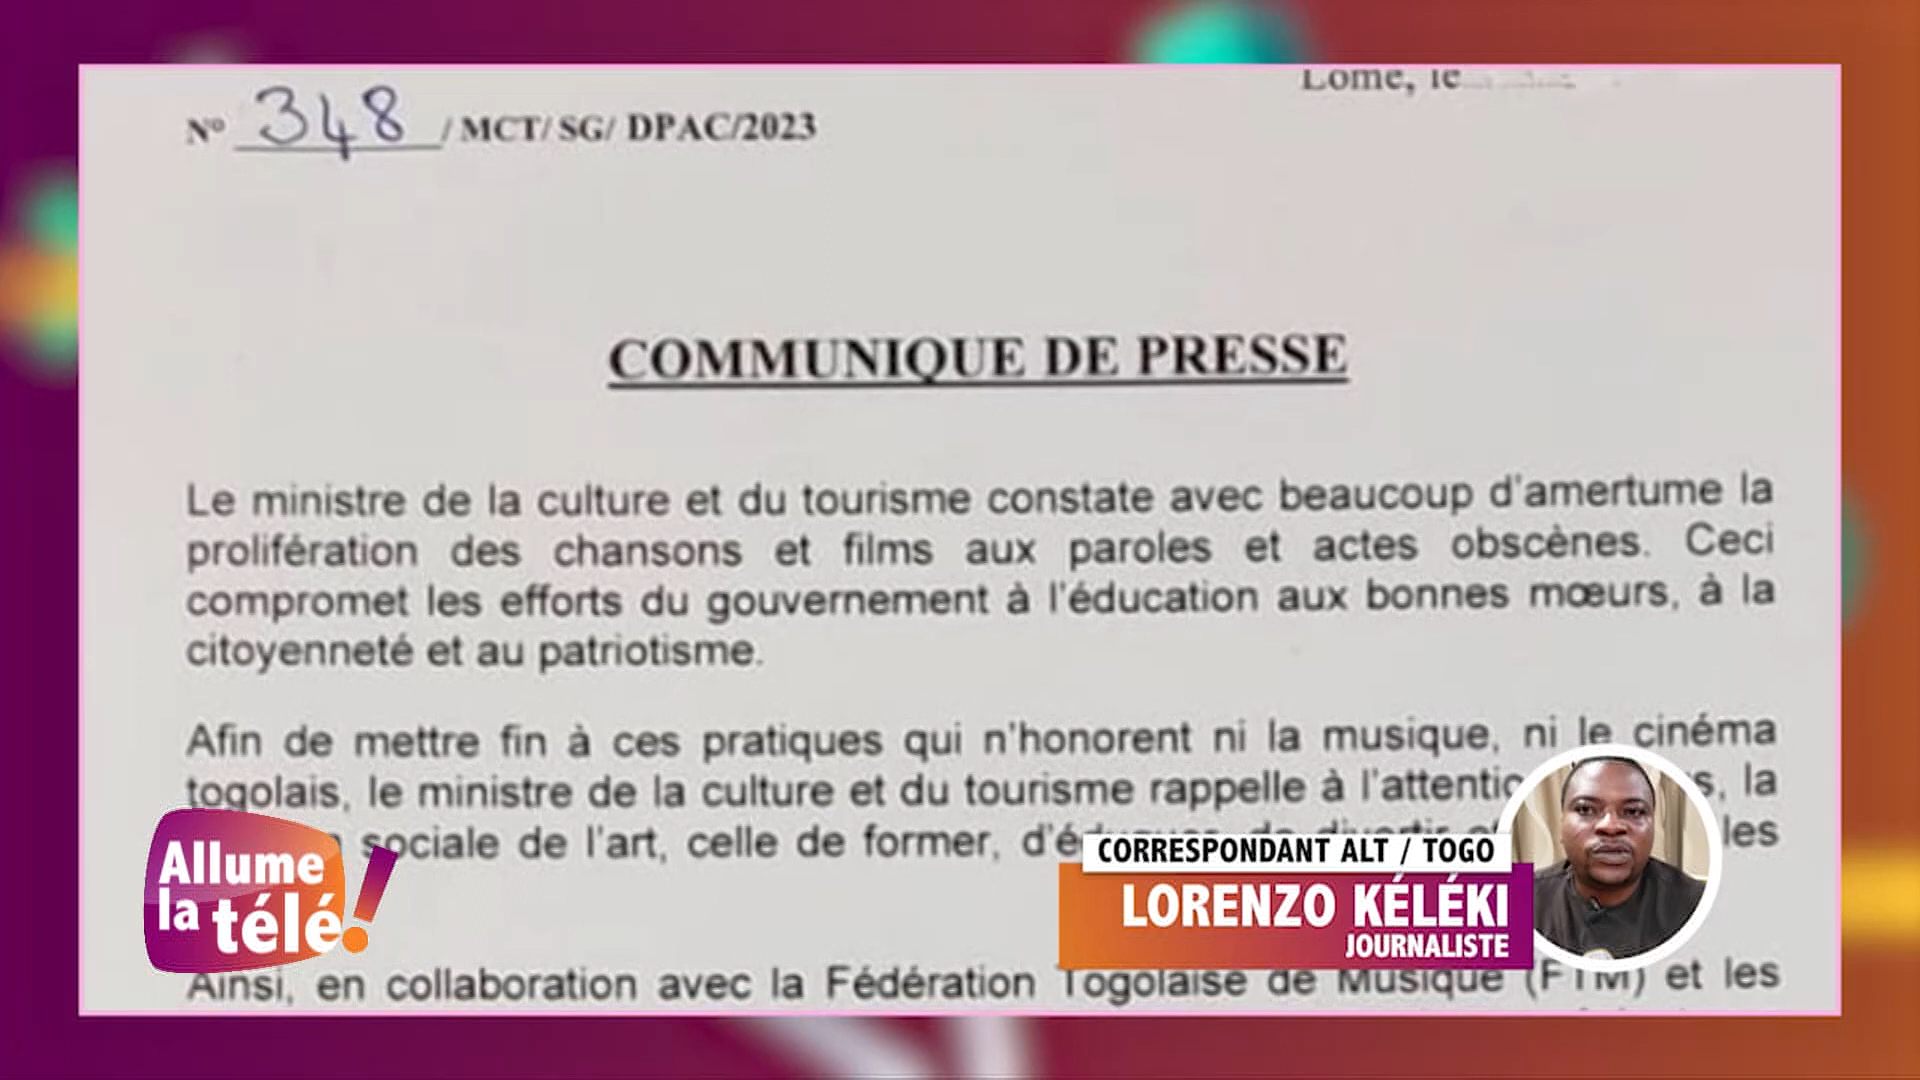 Lomé, le
N° 348 / MCT/ SG/ DPAC/2023
COMMUNIQUE DE PRESSE
Le ministre de la culture et du tourisme constate avec beaucoup d'amertume la
prolifération des chansons et films aux paroles et actes obscènes. Ceci
compromet les efforts du gouvernement à l'éducation aux bonnes mœurs, à la
citoyenneté et au patriotisme.
Afin de mettre fin à ces pratiques qui n'honorent ni la musique, ni le cinéma
togolais, le ministre de la culture et du tourisme rappelle à la
sociale de l'art, celle de former, les
Ainsi, en collaboration avec la Fédération Togolaise de Musique (FTM) et les
Allume
la télé!
CORRESPONDANT ALT / TOGO
LORENZO KÉLÉKI
JOURNALISTE